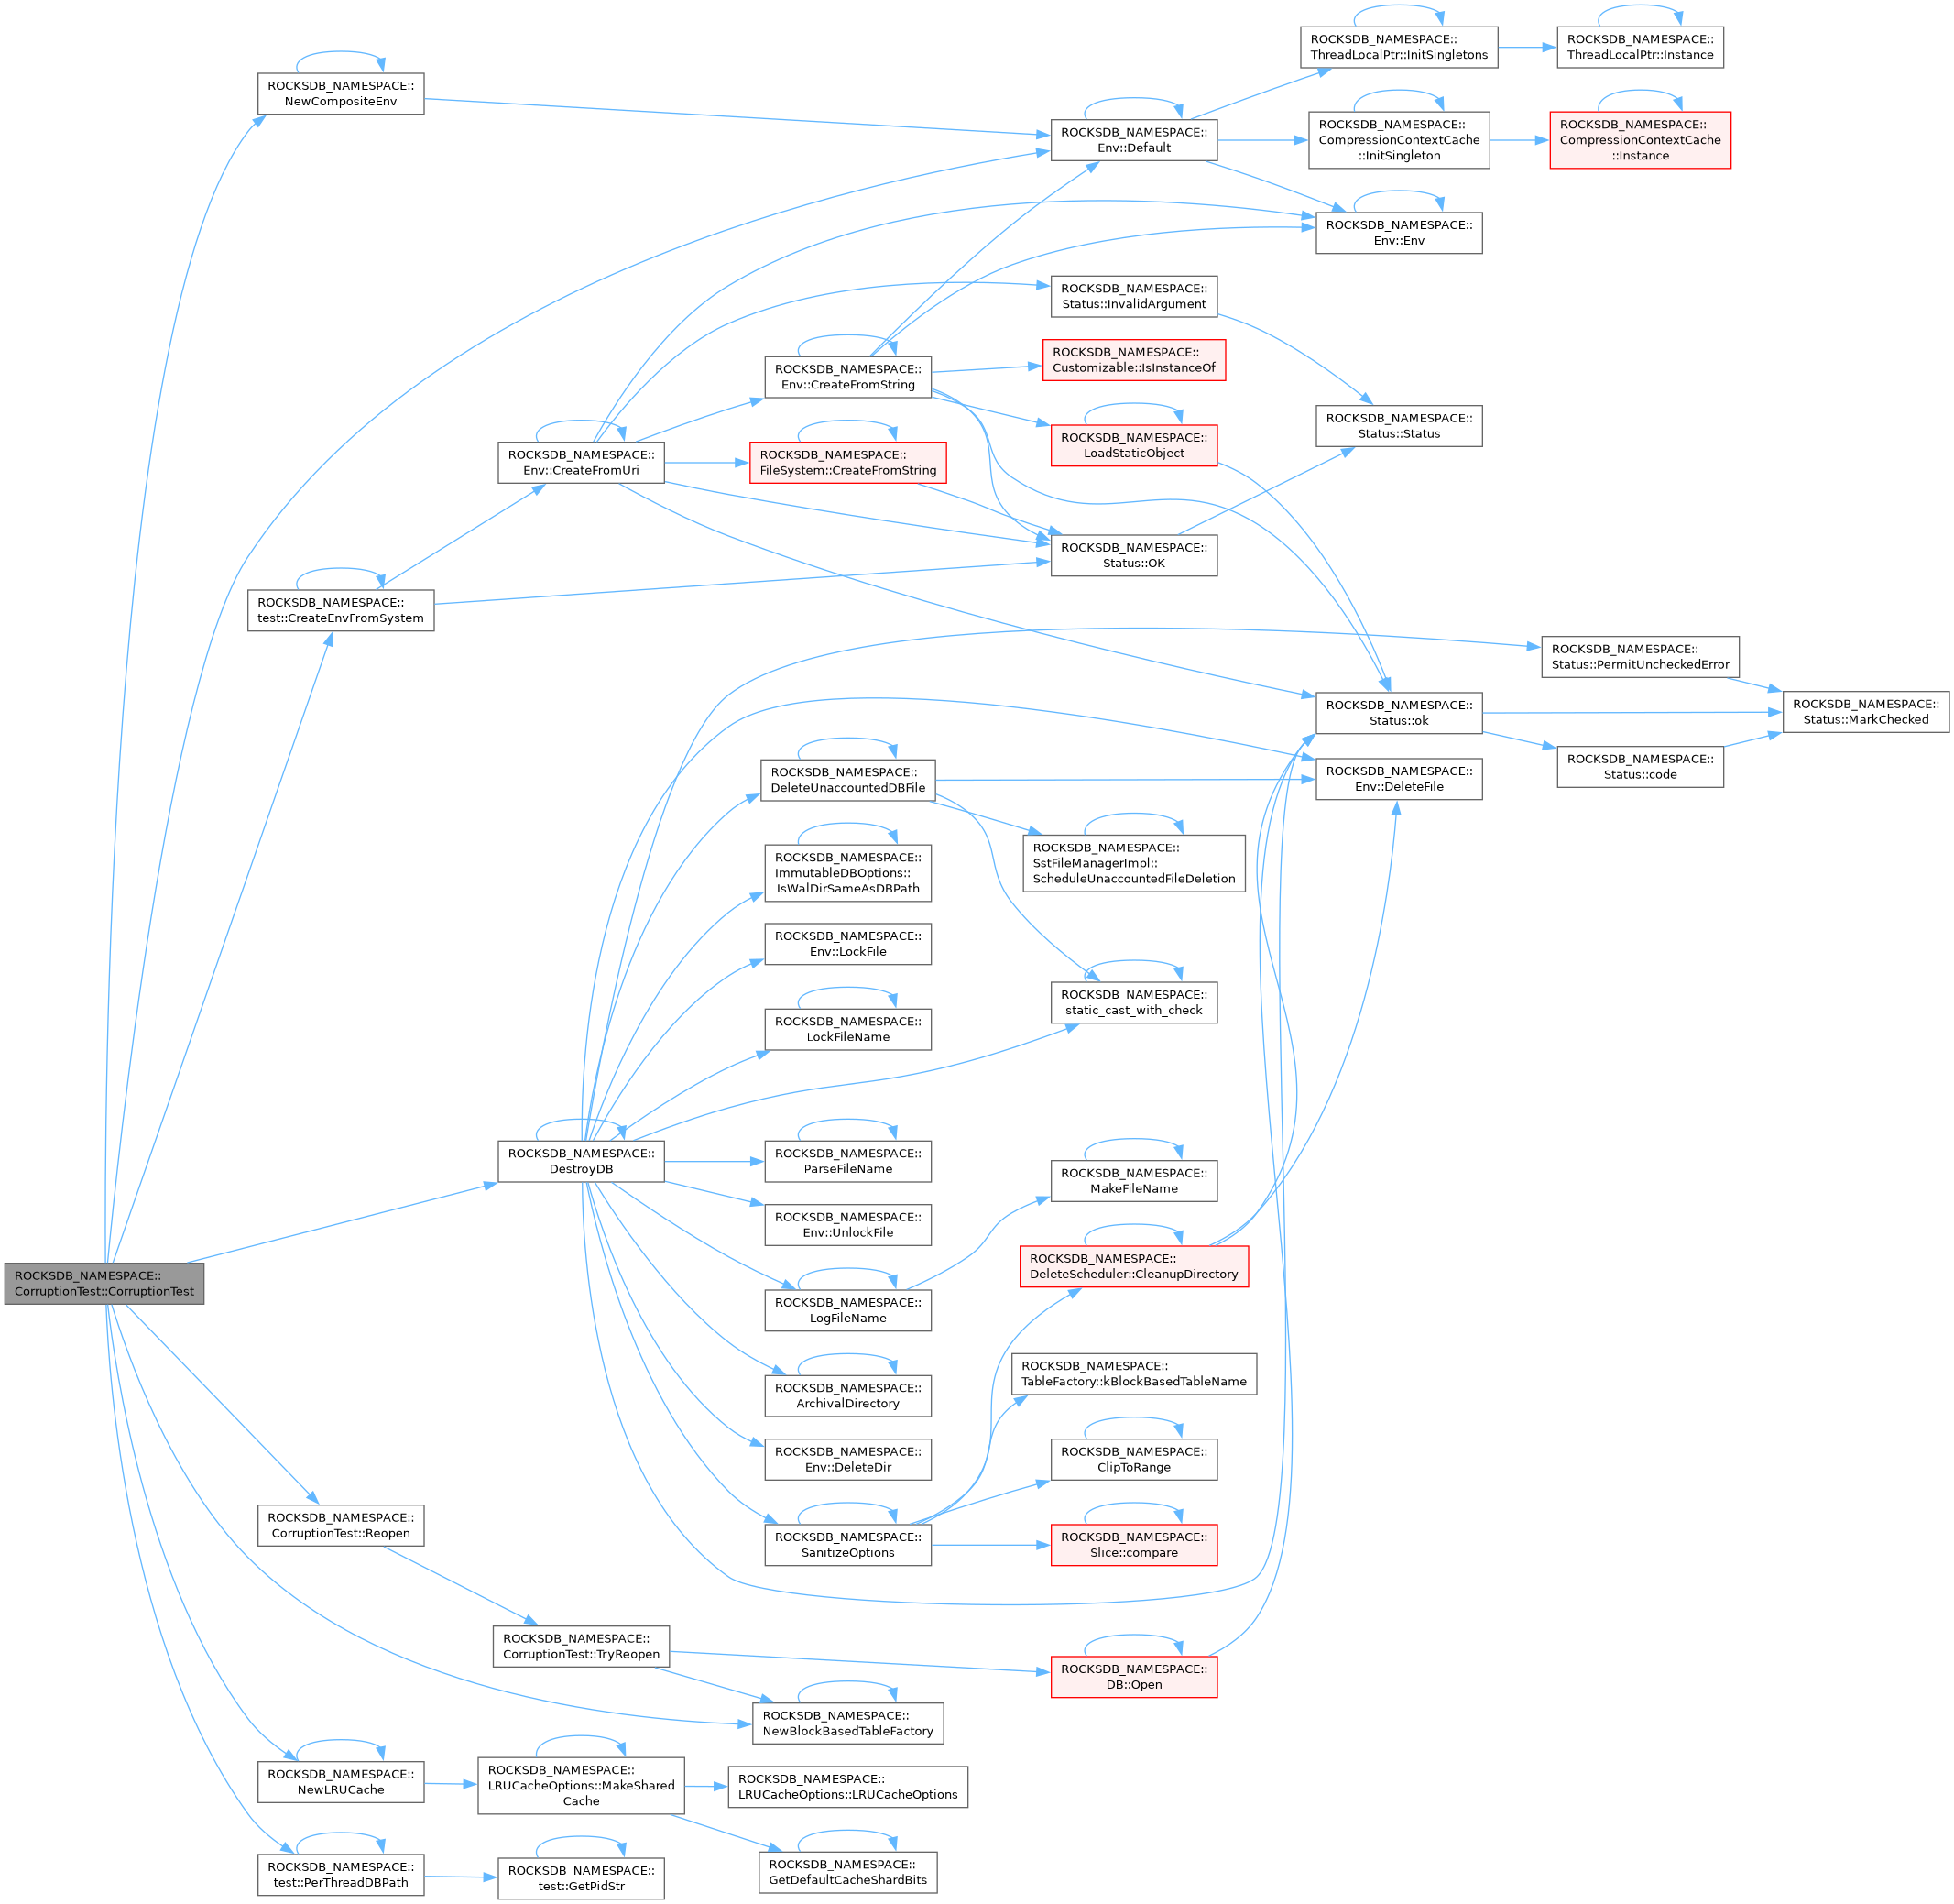 ROCKSDB_NAMESPACE::
ThreadLocalPtr::InitSingletons
ROCKSDB_NAMESPACE::
ThreadLocalPtr::Instance
ROCKSDB_NAMESPACE::
NewCompositeEnv
ROCKSDB_NAMESPACE::
Env::Default
ROCKSDB_NAMESPACE::
CompressionContextCache
::InitSingleton
ROCKSDB_NAMESPACE::
CompressionContextCache
::Instance
ROCKSDB_NAMESPACE::
Env::Env
ROCKSDB_NAMESPACE::
Status::InvalidArgument
ROCKSDB_NAMESPACE::
Env::CreateFromString
ROCKSDB_NAMESPACE::
Customizable::IsInstanceOf
ROCKSDB_NAMESPACE::
Status::Status
ROCKSDB_NAMESPACE::
Env::CreateFromUri
ROCKSDB_NAMESPACE::
FileSystem::CreateFromString
ROCKSDB_NAMESPACE::
LoadStaticObject
ROCKSDB_NAMESPACE::
Status::OK
ROCKSDB_NAMESPACE::
test::CreateEnvFromSystem
ROCKSDB_NAMESPACE::
Status::PermitUncheckedError
ROCKSDB_NAMESPACE::
Status::ok
ROCKSDB_NAMESPACE::
Status::MarkChecked
ROCKSDB_NAMESPACE::
Status::code
ROCKSDB_NAMESPACE::
DeleteUnaccountedDBFile
ROCKSDB_NAMESPACE::
Env::DeleteFile
ROCKSDB_NAMESPACE::
SstFileManagerImpl::
ScheduleUnaccountedFileDeletion
ROCKSDB_NAMESPACE::
ImmutableDBOptions::
IsWalDirSameAsDBPath
ROCKSDB_NAMESPACE::
Env::LockFile
ROCKSDB_NAMESPACE::
static_cast_with_check
ROCKSDB_NAMESPACE::
LockFileName
ROCKSDB_NAMESPACE::
DestroyDB
ROCKSDB_NAMESPACE::
ParseFileName
ROCKSDB_NAMESPACE::
MakeFileName
ROCKSDB_NAMESPACE::
Env::UnlockFile
ROCKSDB_NAMESPACE::
DeleteScheduler::CleanupDirectory
ROCKSDB_NAMESPACE::
CorruptionTest::CorruptionTest
ROCKSDB_NAMESPACE::
LogFileName
ROCKSDB_NAMESPACE::
TableFactory::kBlockBasedTableName
ROCKSDB_NAMESPACE::
ArchivalDirectory
ROCKSDB_NAMESPACE::
Env::DeleteDir
ROCKSDB_NAMESPACE::
ClipToRange
ROCKSDB_NAMESPACE::
CorruptionTest::Reopen
ROCKSDB_NAMESPACE::
SanitizeOptions
ROCKSDB_NAMESPACE::
Slice::compare
ROCKSDB_NAMESPACE::
CorruptionTest::TryReopen
ROCKSDB_NAMESPACE::
DB::Open
ROCKSDB_NAMESPACE::
NewBlockBasedTableFactory
ROCKSDB_NAMESPACE::
NewLRUCache
ROCKSDB_NAMESPACE::
LRUCacheOptions::MakeShared
Cache
ROCKSDB_NAMESPACE::
LRUCacheOptions::LRUCacheOptions
ROCKSDB_NAMESPACE::
test::PerThreadDBPath
ROCKSDB_NAMESPACE::
test::GetPidStr
ROCKSDB_NAMESPACE::
GetDefaultCacheShardBits